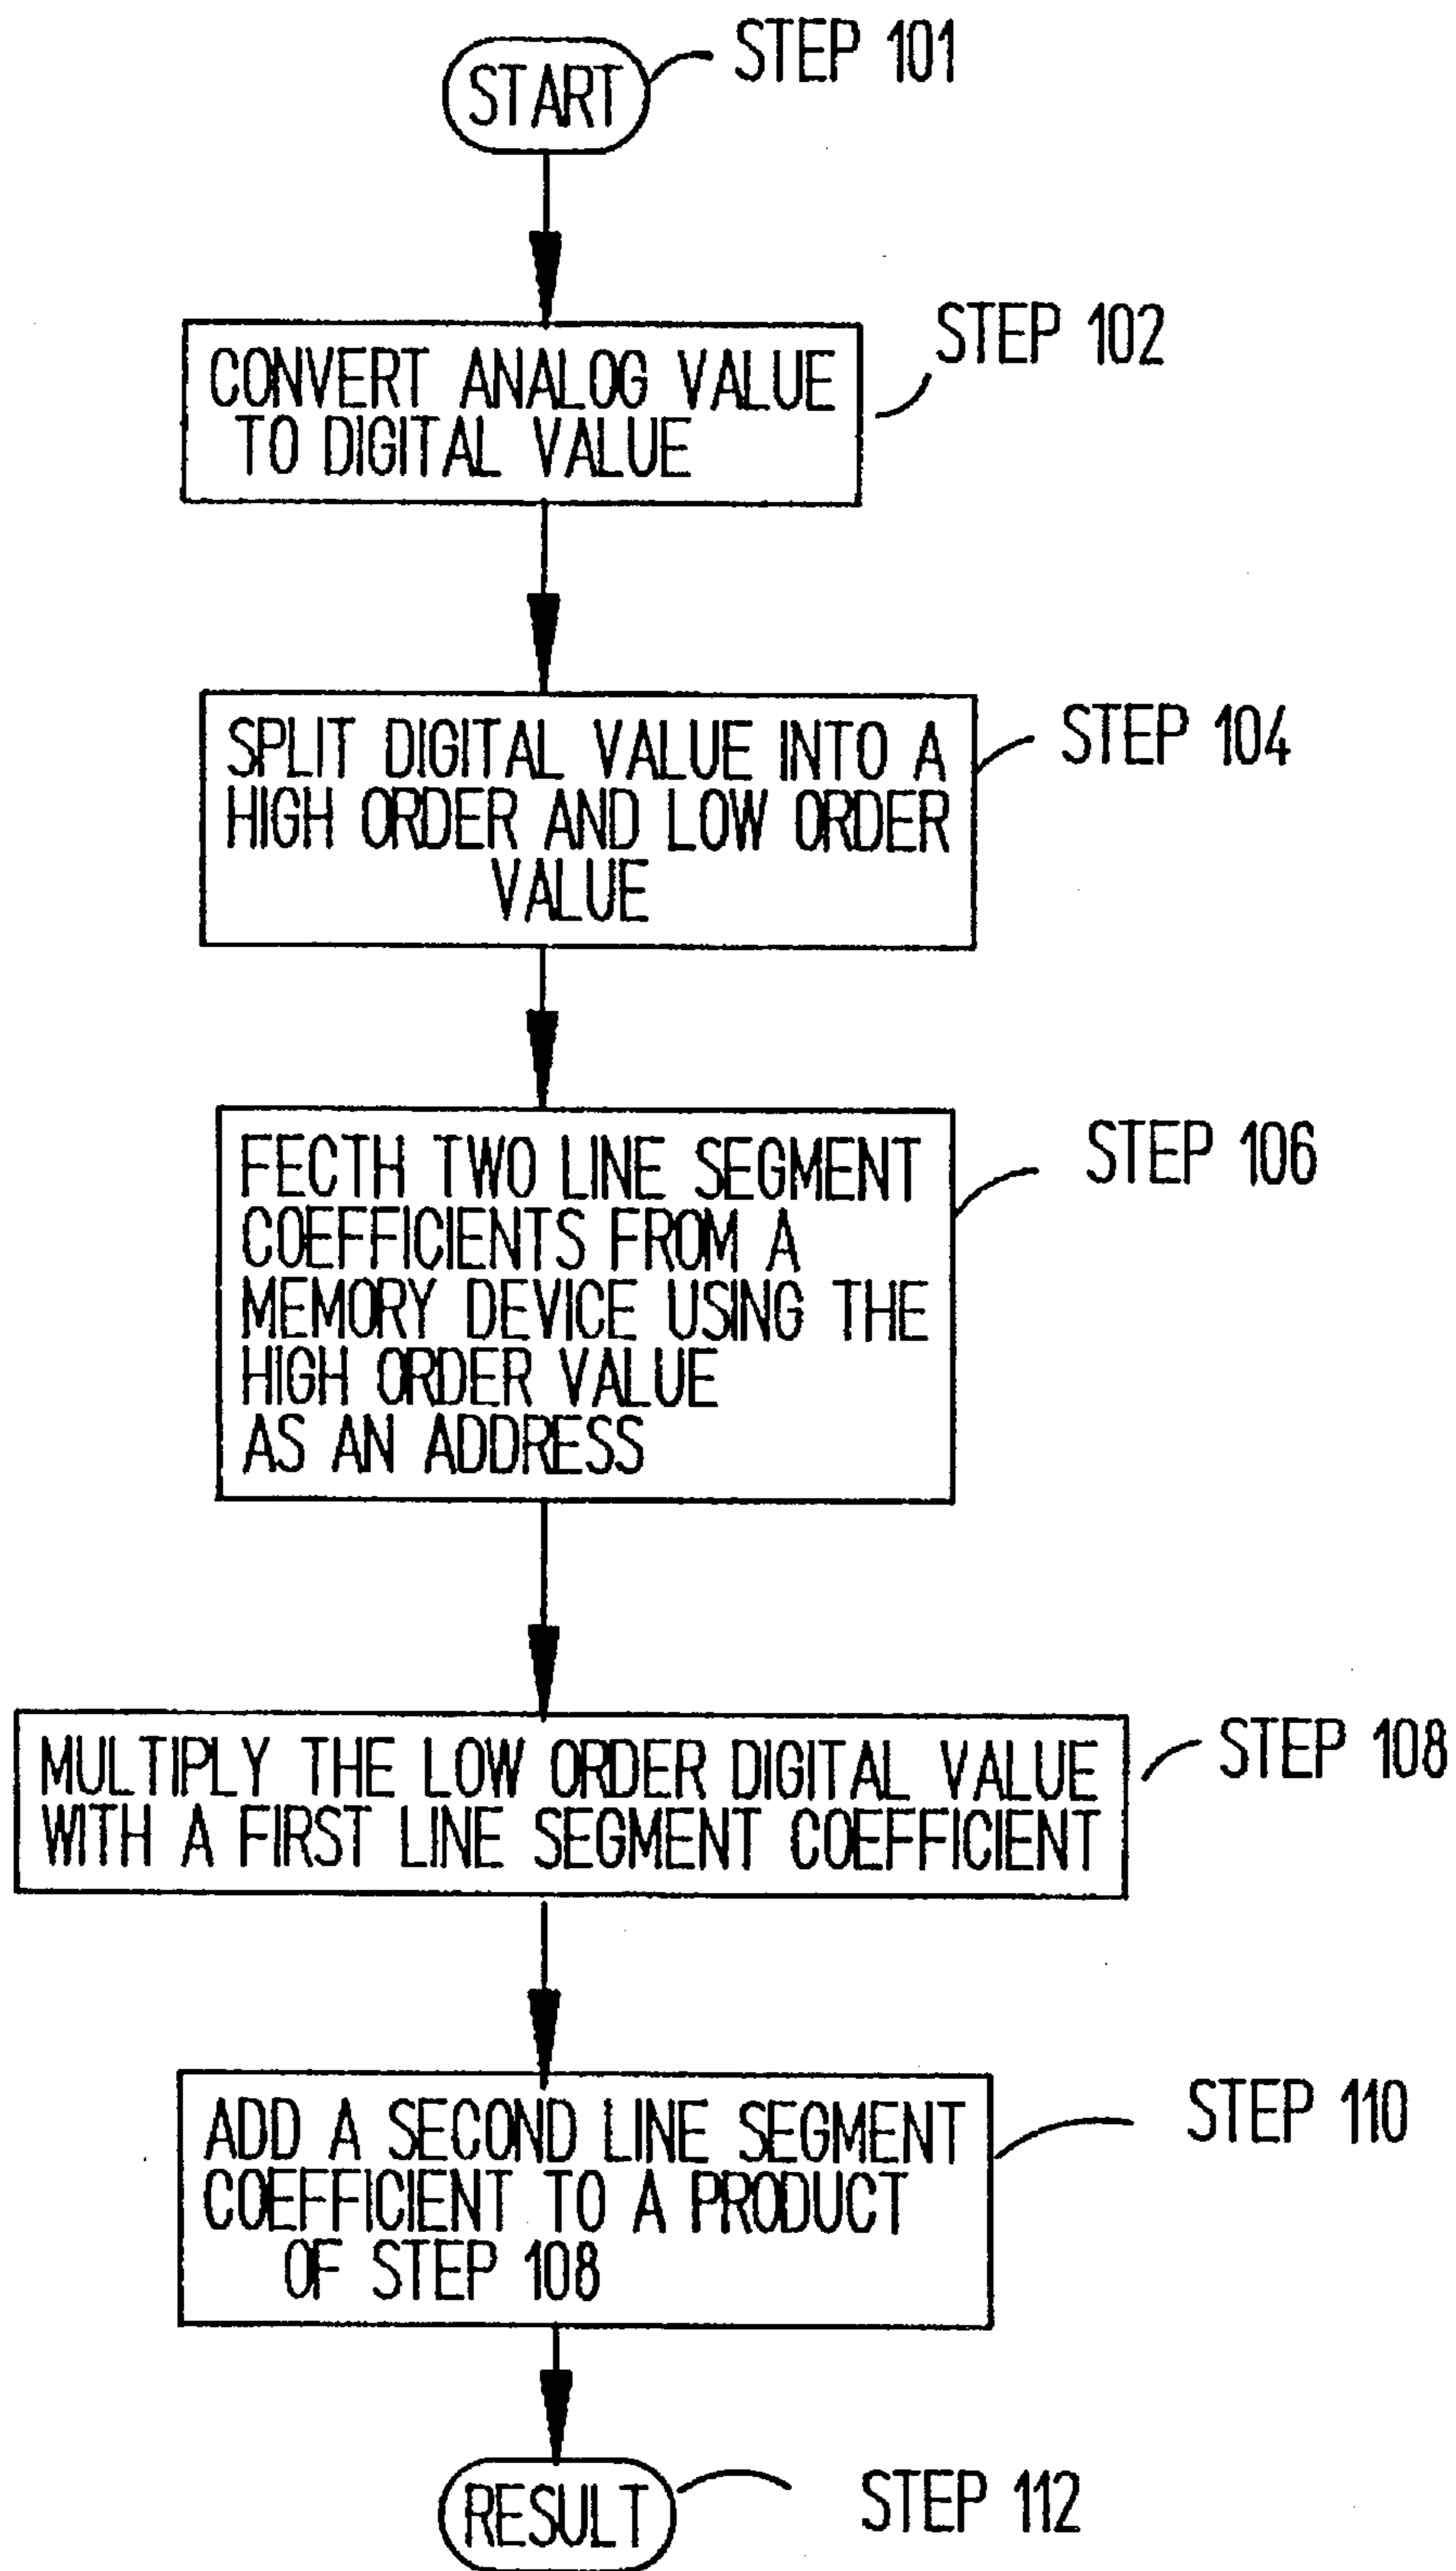 START
STEP 101
CONVERT ANALOG VALUE
TO DIGITAL VALUE
STEP 102
SPLIT DIGITAL VALUE INTO A
HIGH ORDER AND LOW ORDER
VALUE
STEP 104
FECTH TWO LINE SEGMENT
COEFFICIENTS FROM A
MEMORY DEVICE USING THE
HIGH ORDER VALUE
AS AN ADDRESS
STEP 106
MULTIPLY THE LOW ORDER DIGITAL VALUE
WITH A FIRST LINE SEGMENT COEFFICIENT
STEP 108
ADD A SECOND LINE SEGMENT
COEFFICIENT TO A PRODUCT
OF STEP 108
STEP 110
RESULT
STEP 112